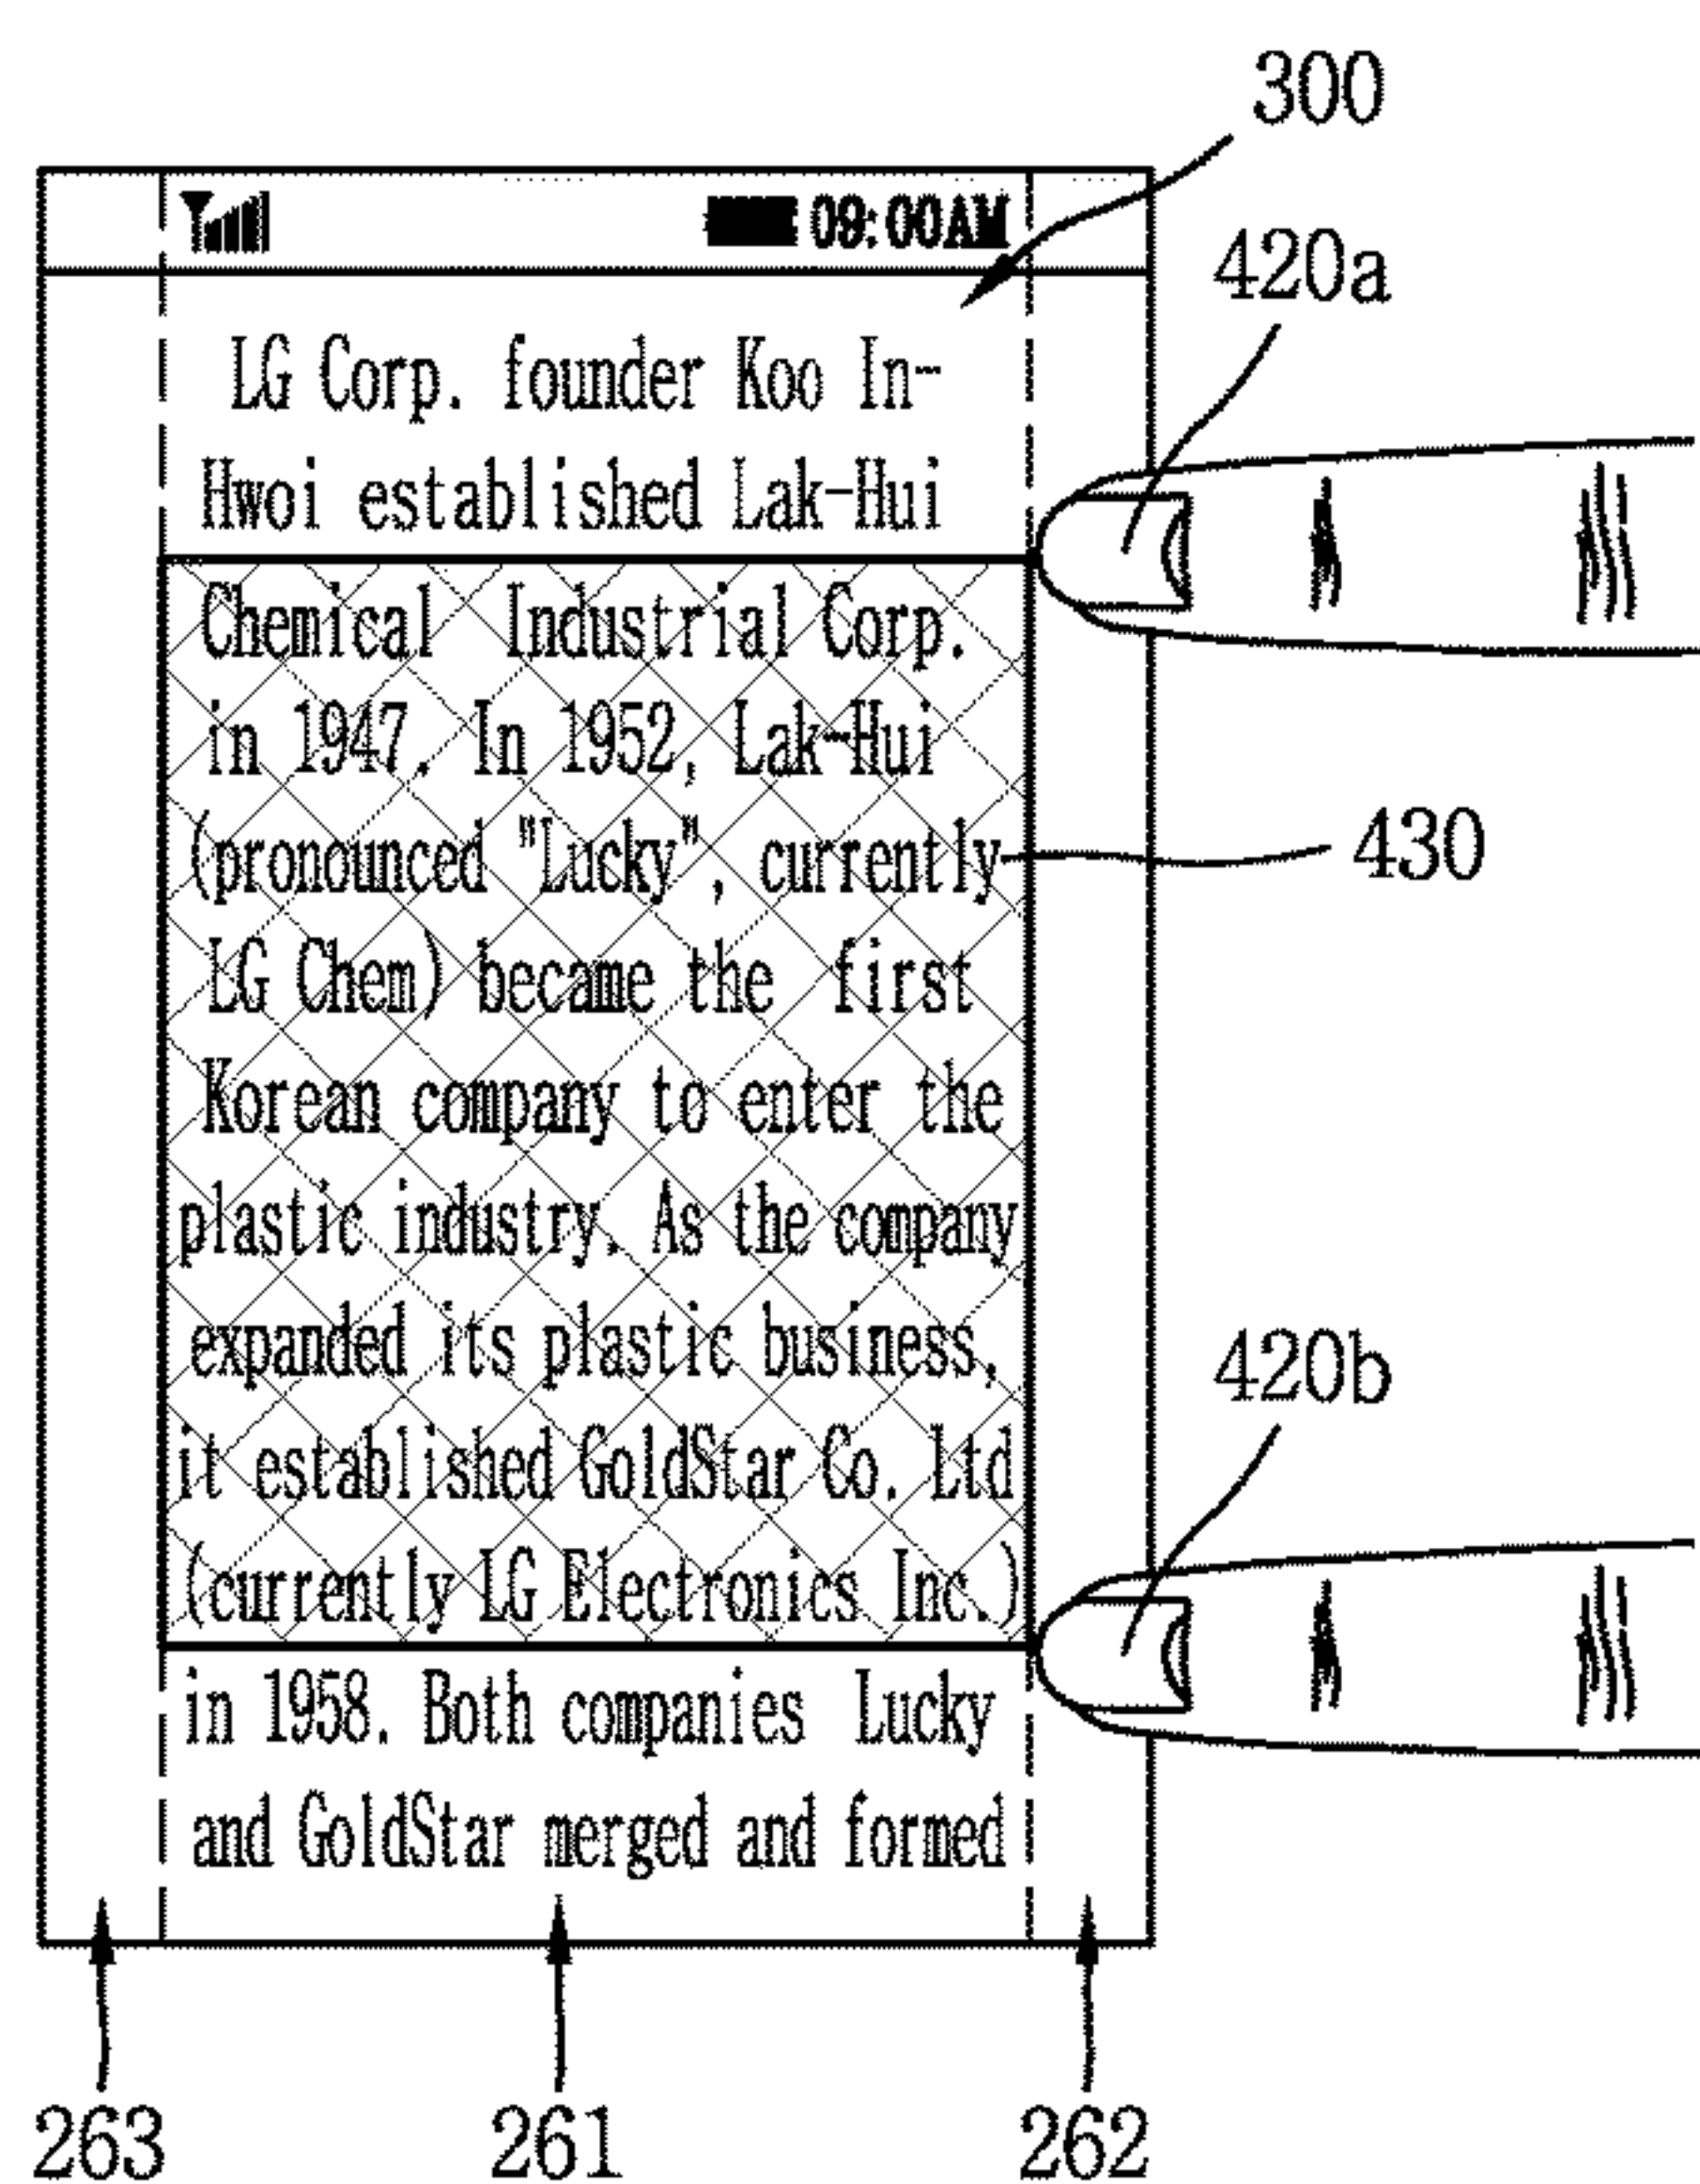 300
09:00AM
420a
LG Corp. founder Koo In-
Hwoi established Lak-Hui
Chemical Industrial Corp.
in 1947. In 1952, Lak-Hui
(pronounced "Lucky", currently
430
LG Chem) became the first
Korean company to enter the
plastic industry. As the company
expanded its plastic business,
420b
it established GoldStar Co. Ltd
(currently LG Electronics Inc.)
in 1958. Both companies Lucky
and GoldStar merged and formed
263 261 262